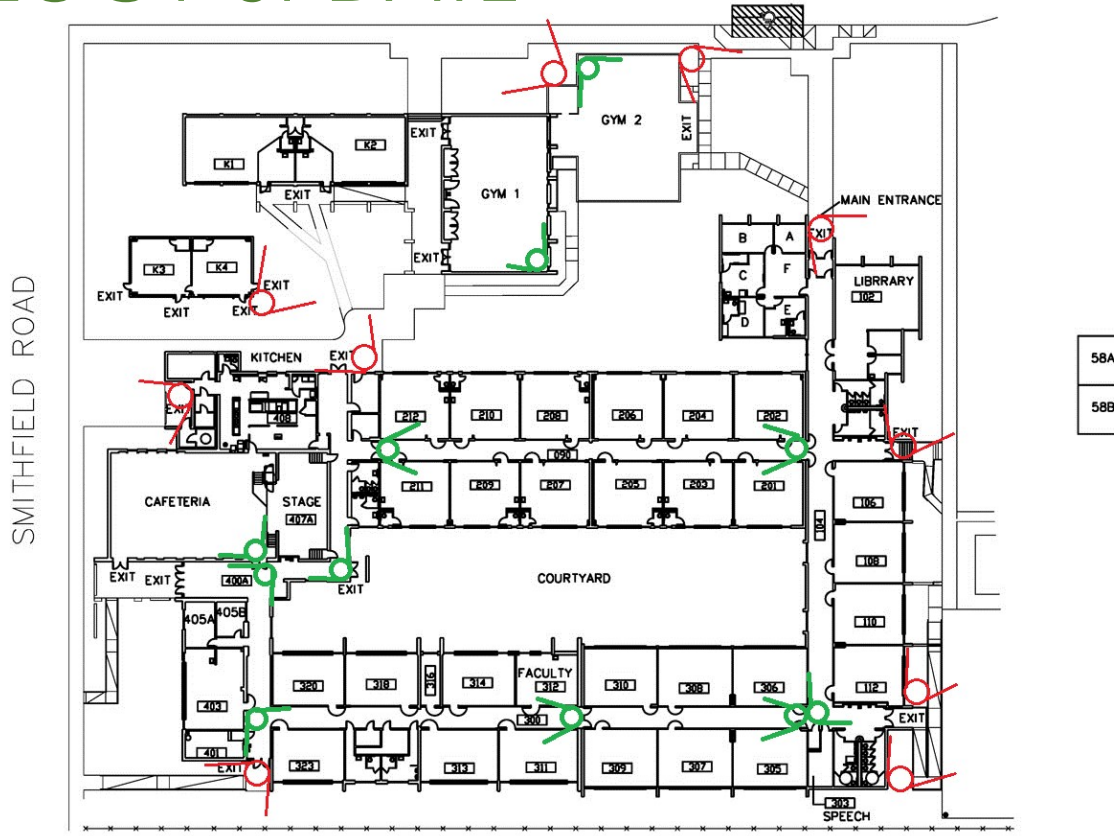 K1
K2
EXIT
EXIT
GYM 1
EXIT
GYM 2
EXIT
MAIN ENTRANCE
EXIT
B
A
C
F
D
E
LIBRRARY
102
K3
K4
EXIT
EXIT
EXIT
EXIT
SMITHFIELD ROAD
58A
58B
KITCHEN
EXIT
EXIT
408
212
210
208
206
204
202
090
EXIT
211
209
207
205
203
201
CAFETERIA
STAGE
407A
104
106
108
110
112
EXIT
EXIT
400A
EXIT
COURTYARD
405A
405B
403
401
EXIT
320
318
316
314
FACULTY
312
310
308
306
300
EXIT
323
313
311
309
307
305
303
SPEECH